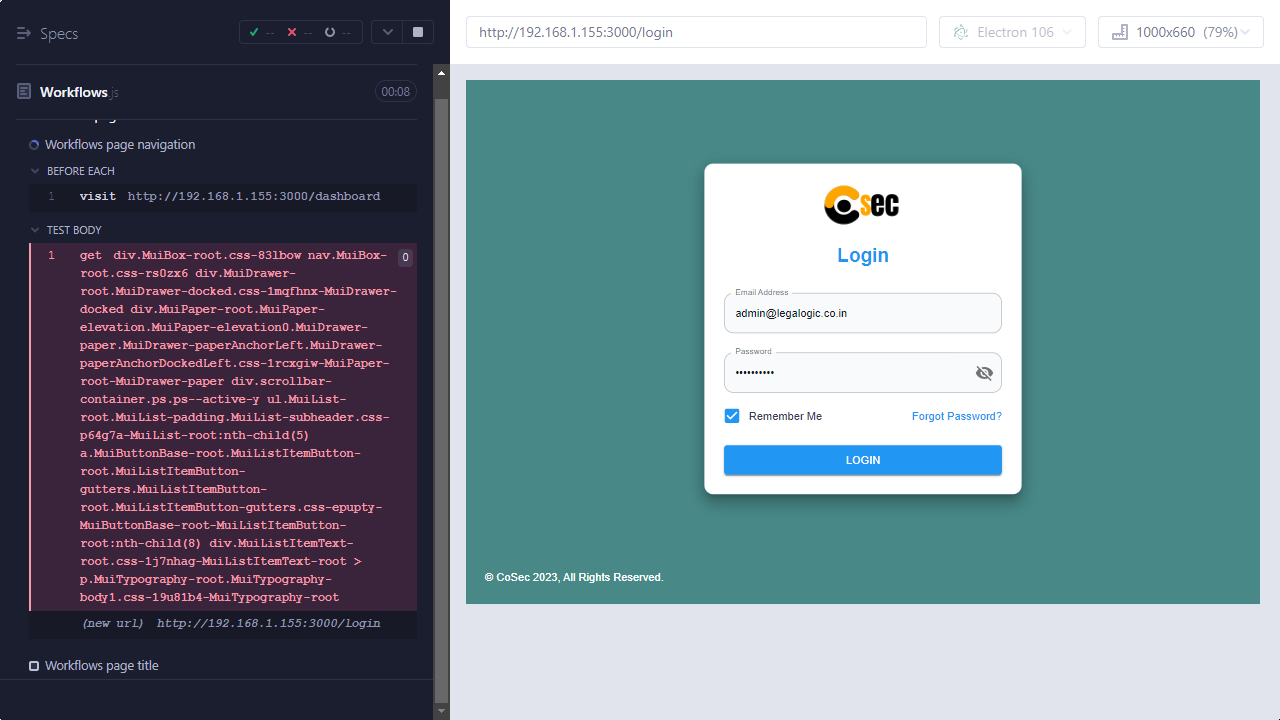 Specs
-- -- --
Workflows.js
00:08
Workflows page navigation
BEFORE EACH
1 visit http://192.168.1.155:3000/dashboard
TEST BODY
1 get div.MuiBox-root.css-83lbow nav.MuiBox-
0
root.css-rs0zx6 div.MuiDrawer-
root.MuiDrawer-docked.css-1mqfhnx-MuiDrawer-
docked div.MuiPaper-root.MuiPaper-
elevation.MuiPaper-elevation0.MuiDrawer-
paper.MuiDrawer-paperAnchorLeft.MuiDrawer-
paperAnchorDockedLeft.css-1rcxgiw-MuiPaper-
root-MuiDrawer-paper div.scrollbar-
container.ps.ps--active-y ul.MuiList-
root.MuiList-padding.MuiList-subheader.css-
p64g7a-MuiList-root:nth-child(5)
a.MuiButtonBase-root.MuiListItemButton-
root.MuiListItemButton-
gutters.MuiListItemButton-
root.MuiListItemButton-gutters.css-epupty-
MuiButtonBase-root-MuiListItemButton-
root:nth-child(8) div.MuiListItemText-
root.css-1j7nhag-MuiListItemText-root >
p.MuiTypography-root.MuiTypography-
body1.css-19u81b4-MuiTypography-root
(new url) http://192.168.1.155:3000/login
Workflows page title
http://192.168.1.155:3000/login
Electron 106
1000x660 (79%)
CoSec
Login
Email Address
admin@legalogic.co.in
Password
••••••••••
Remember Me
Forgot Password?
LOGIN
© CoSec 2023, All Rights Reserved.